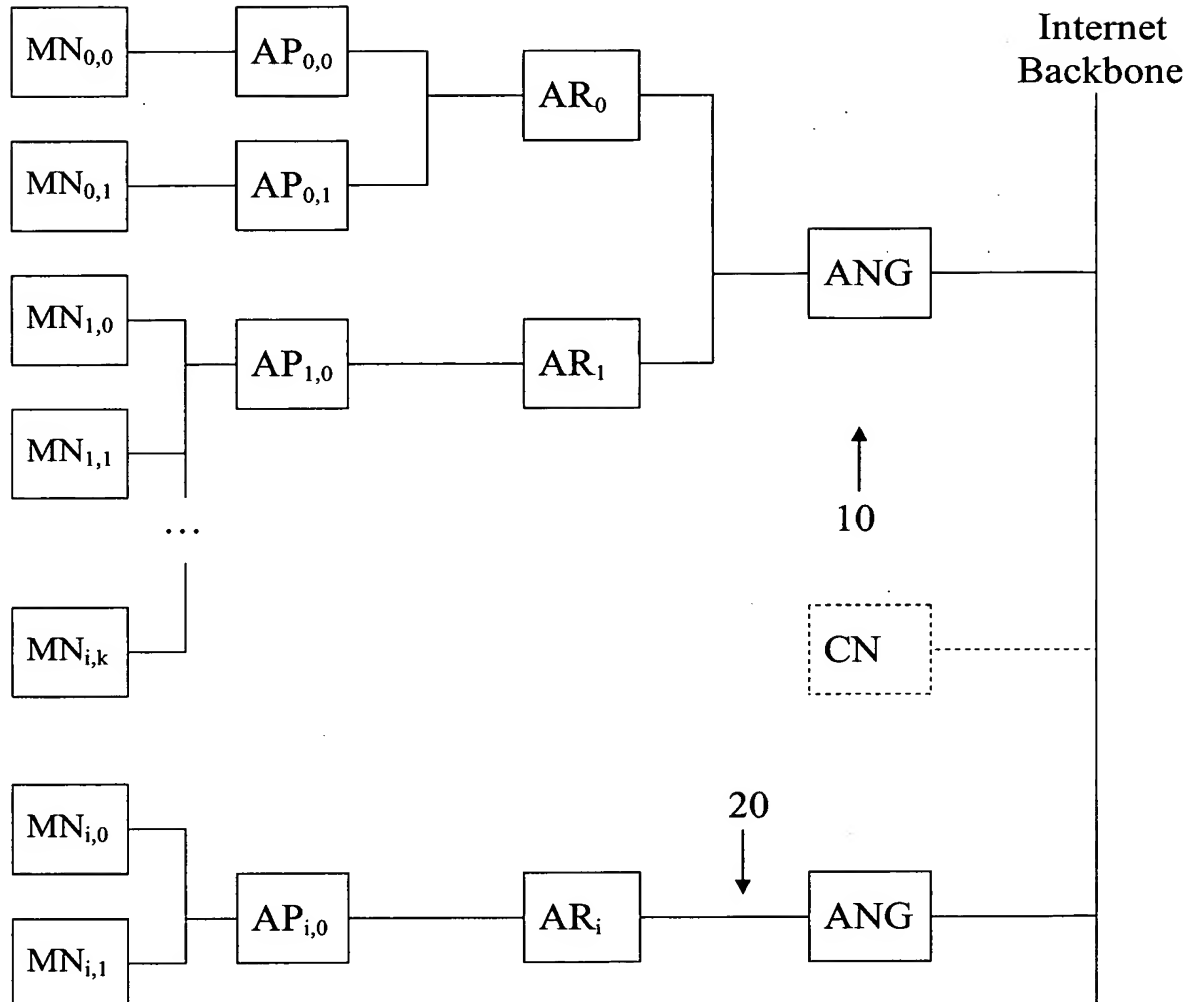 Internet
Backbone
MN0,0
AP0,0
AR0
MN0,1
AP0,1
ANG
MN1,0
AP1,0
AR1
MN1,1
10
...
MNi,k
CN
MNi,0
20
APi,0
ARi
ANG
MNi,1